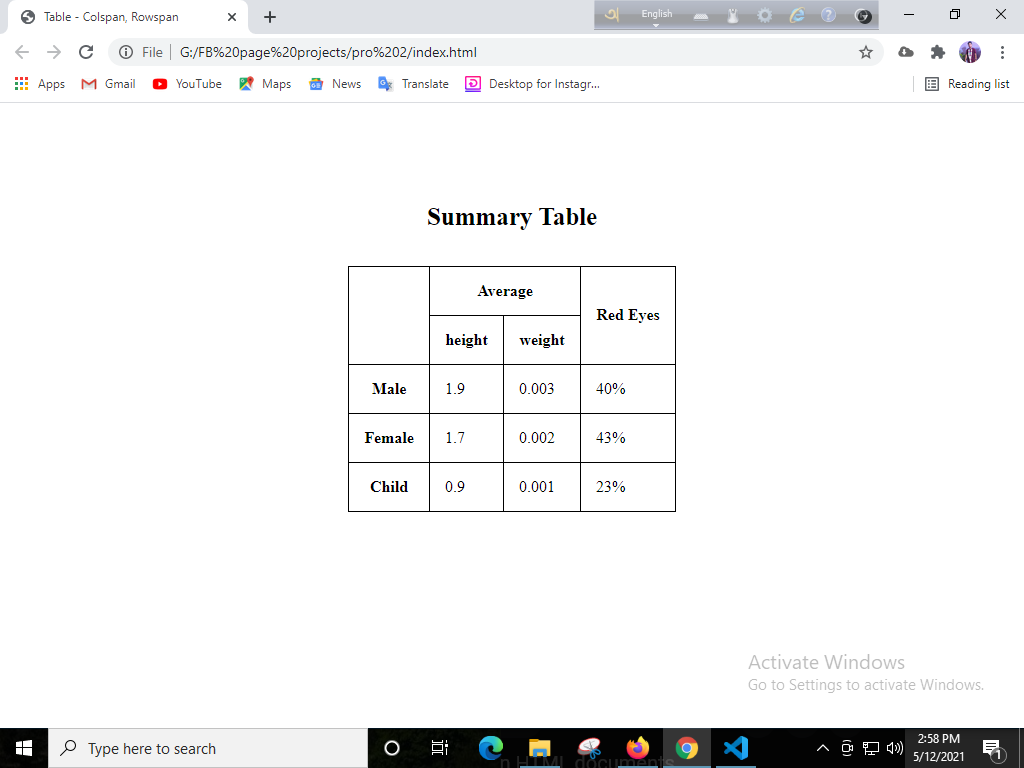 Table - Colspan, Rowspan
English
File
G:/FB%20page%20projects/pro%202/index.html
Apps
Gmail
YouTube
Maps
News
Translate
Desktop for Instagr...
Reading list
Summary Table
Average
Red Eyes
height weight
Male 1.9 0.003 40%
Female 1.7 0.002 43%
Child 0.9 0.001 23%
Activate Windows
Go to Settings to activate Windows.
Type here to search
2:58 PM
5/12/2021
1
n HTML documents